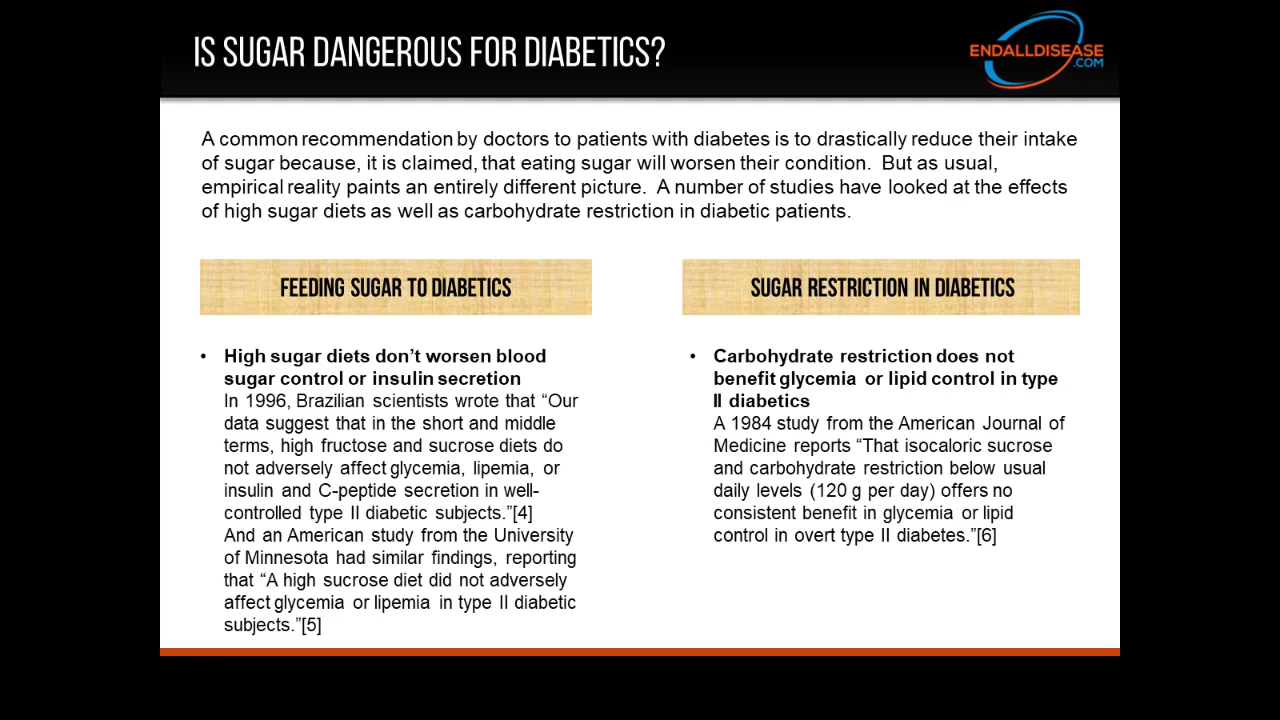 IS SUGAR DANGEROUS FOR DIABETICS?
ENDALLDISEASE
.COM
A common recommendation by doctors to patients with diabetes is to drastically reduce their intake
of sugar because, it is claimed, that eating sugar will worsen their condition. But as usual,
empirical reality paints an entirely different picture. A number of studies have looked at the effects
of high sugar diets as well as carbohydrate restriction in diabetic patients.
FEEDING SUGAR TO DIABETICS
• High sugar diets don’t worsen blood
sugar control or insulin secretion
In 1996, Brazilian scientists wrote that “Our
data suggest that in the short and middle
terms, high fructose and sucrose diets do
not adversely affect glycemia, lipemia, or
insulin and C-peptide secretion in well-
controlled type II diabetic subjects.”[4]
And an American study from the University
of Minnesota had similar findings, reporting
that “A high sucrose diet did not adversely
affect glycemia or lipemia in type II diabetic
subjects.”[5]
SUGAR RESTRICTION IN DIABETICS
• Carbohydrate restriction does not
benefit glycemia or lipid control in type
II diabetics
A 1984 study from the American Journal of
Medicine reports “That isocaloric sucrose
and carbohydrate restriction below usual
daily levels (120 g per day) offers no
consistent benefit in glycemia or lipid
control in overt type II diabetes.”[6]